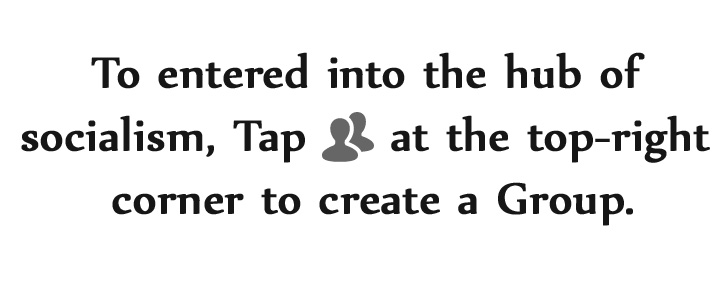 To entered into the hub of
socialism, Tap at the top-right
corner to create a Group.